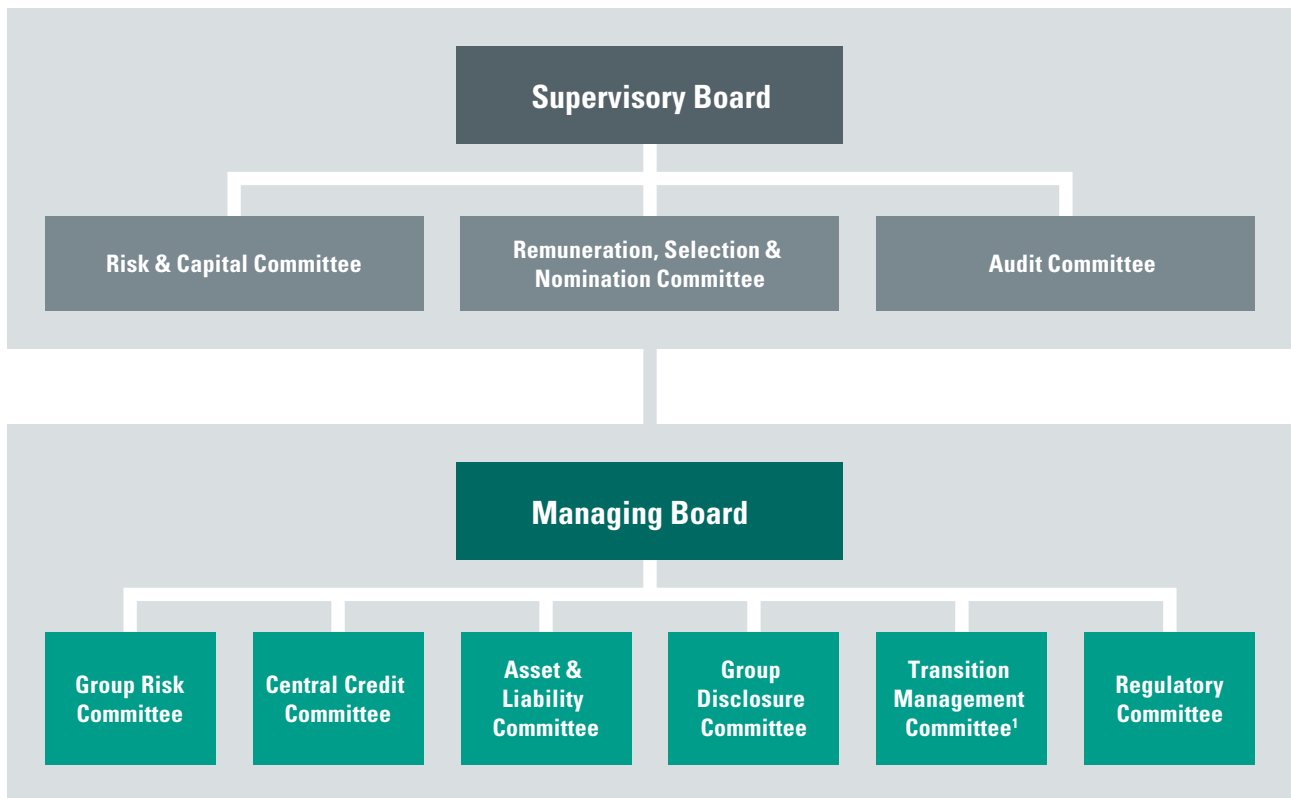 Supervisory Board
Risk & Capital Committee
Remuneration, Selection &
Nomination Committee
Audit Committee
Managing Board
Group Risk
Committee
Central Credit
Committee
Asset &
Liability
Committee
Group
Disclosure
Committee
Transition
Management
Committee¹
Regulatory
Committee